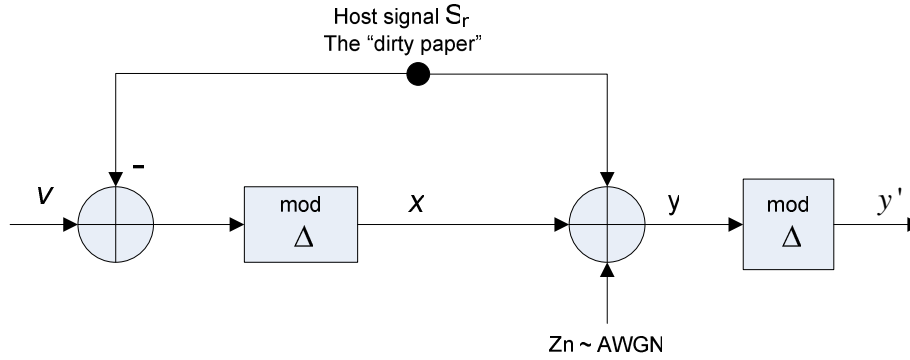 Host signal Sr
The “dirty paper”
-
v
mod
Δ
x
y
mod
Δ
y'
Zn ~ AWGN